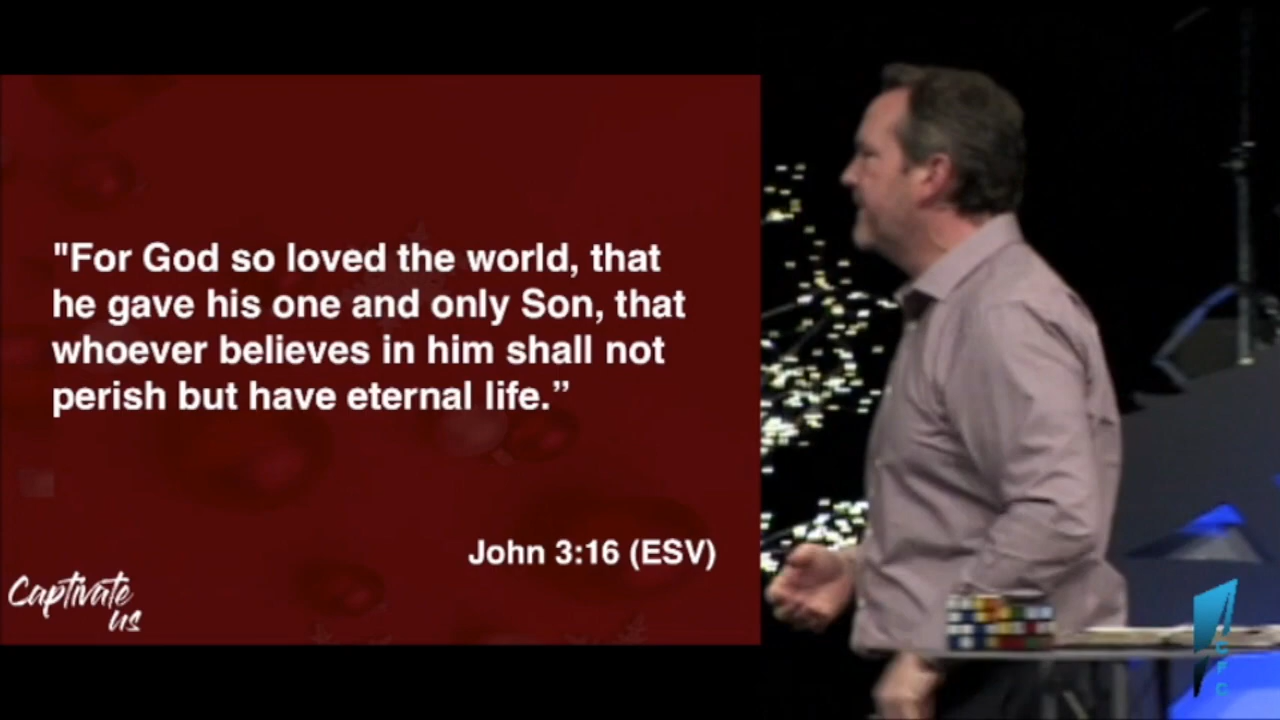 "For God so loved the world, that
he gave his one and only Son, that
whoever believes in him shall not
perish but have eternal life.”
John 3:16 (ESV)
Captivate
us
C
F
C